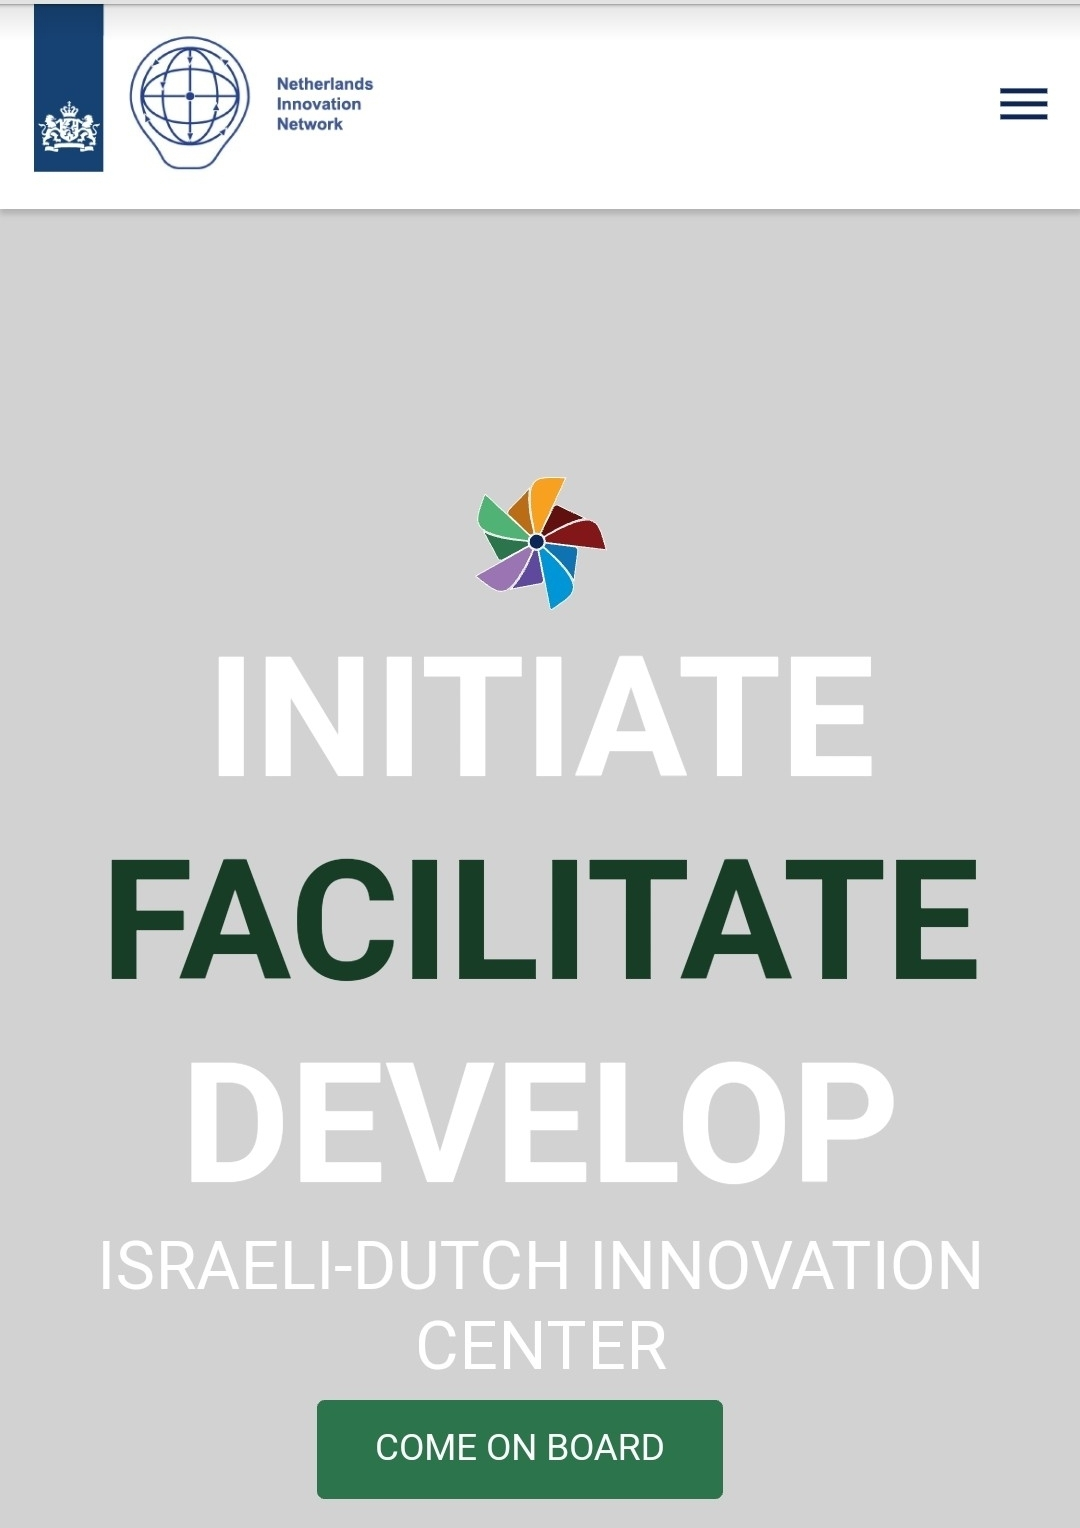 Netherlands
Innovation
Network
INITIATE
FACILITATE
DEVELOP
ISRAELI-DUTCH INNOVATION
CENTER
COME ON BOARD